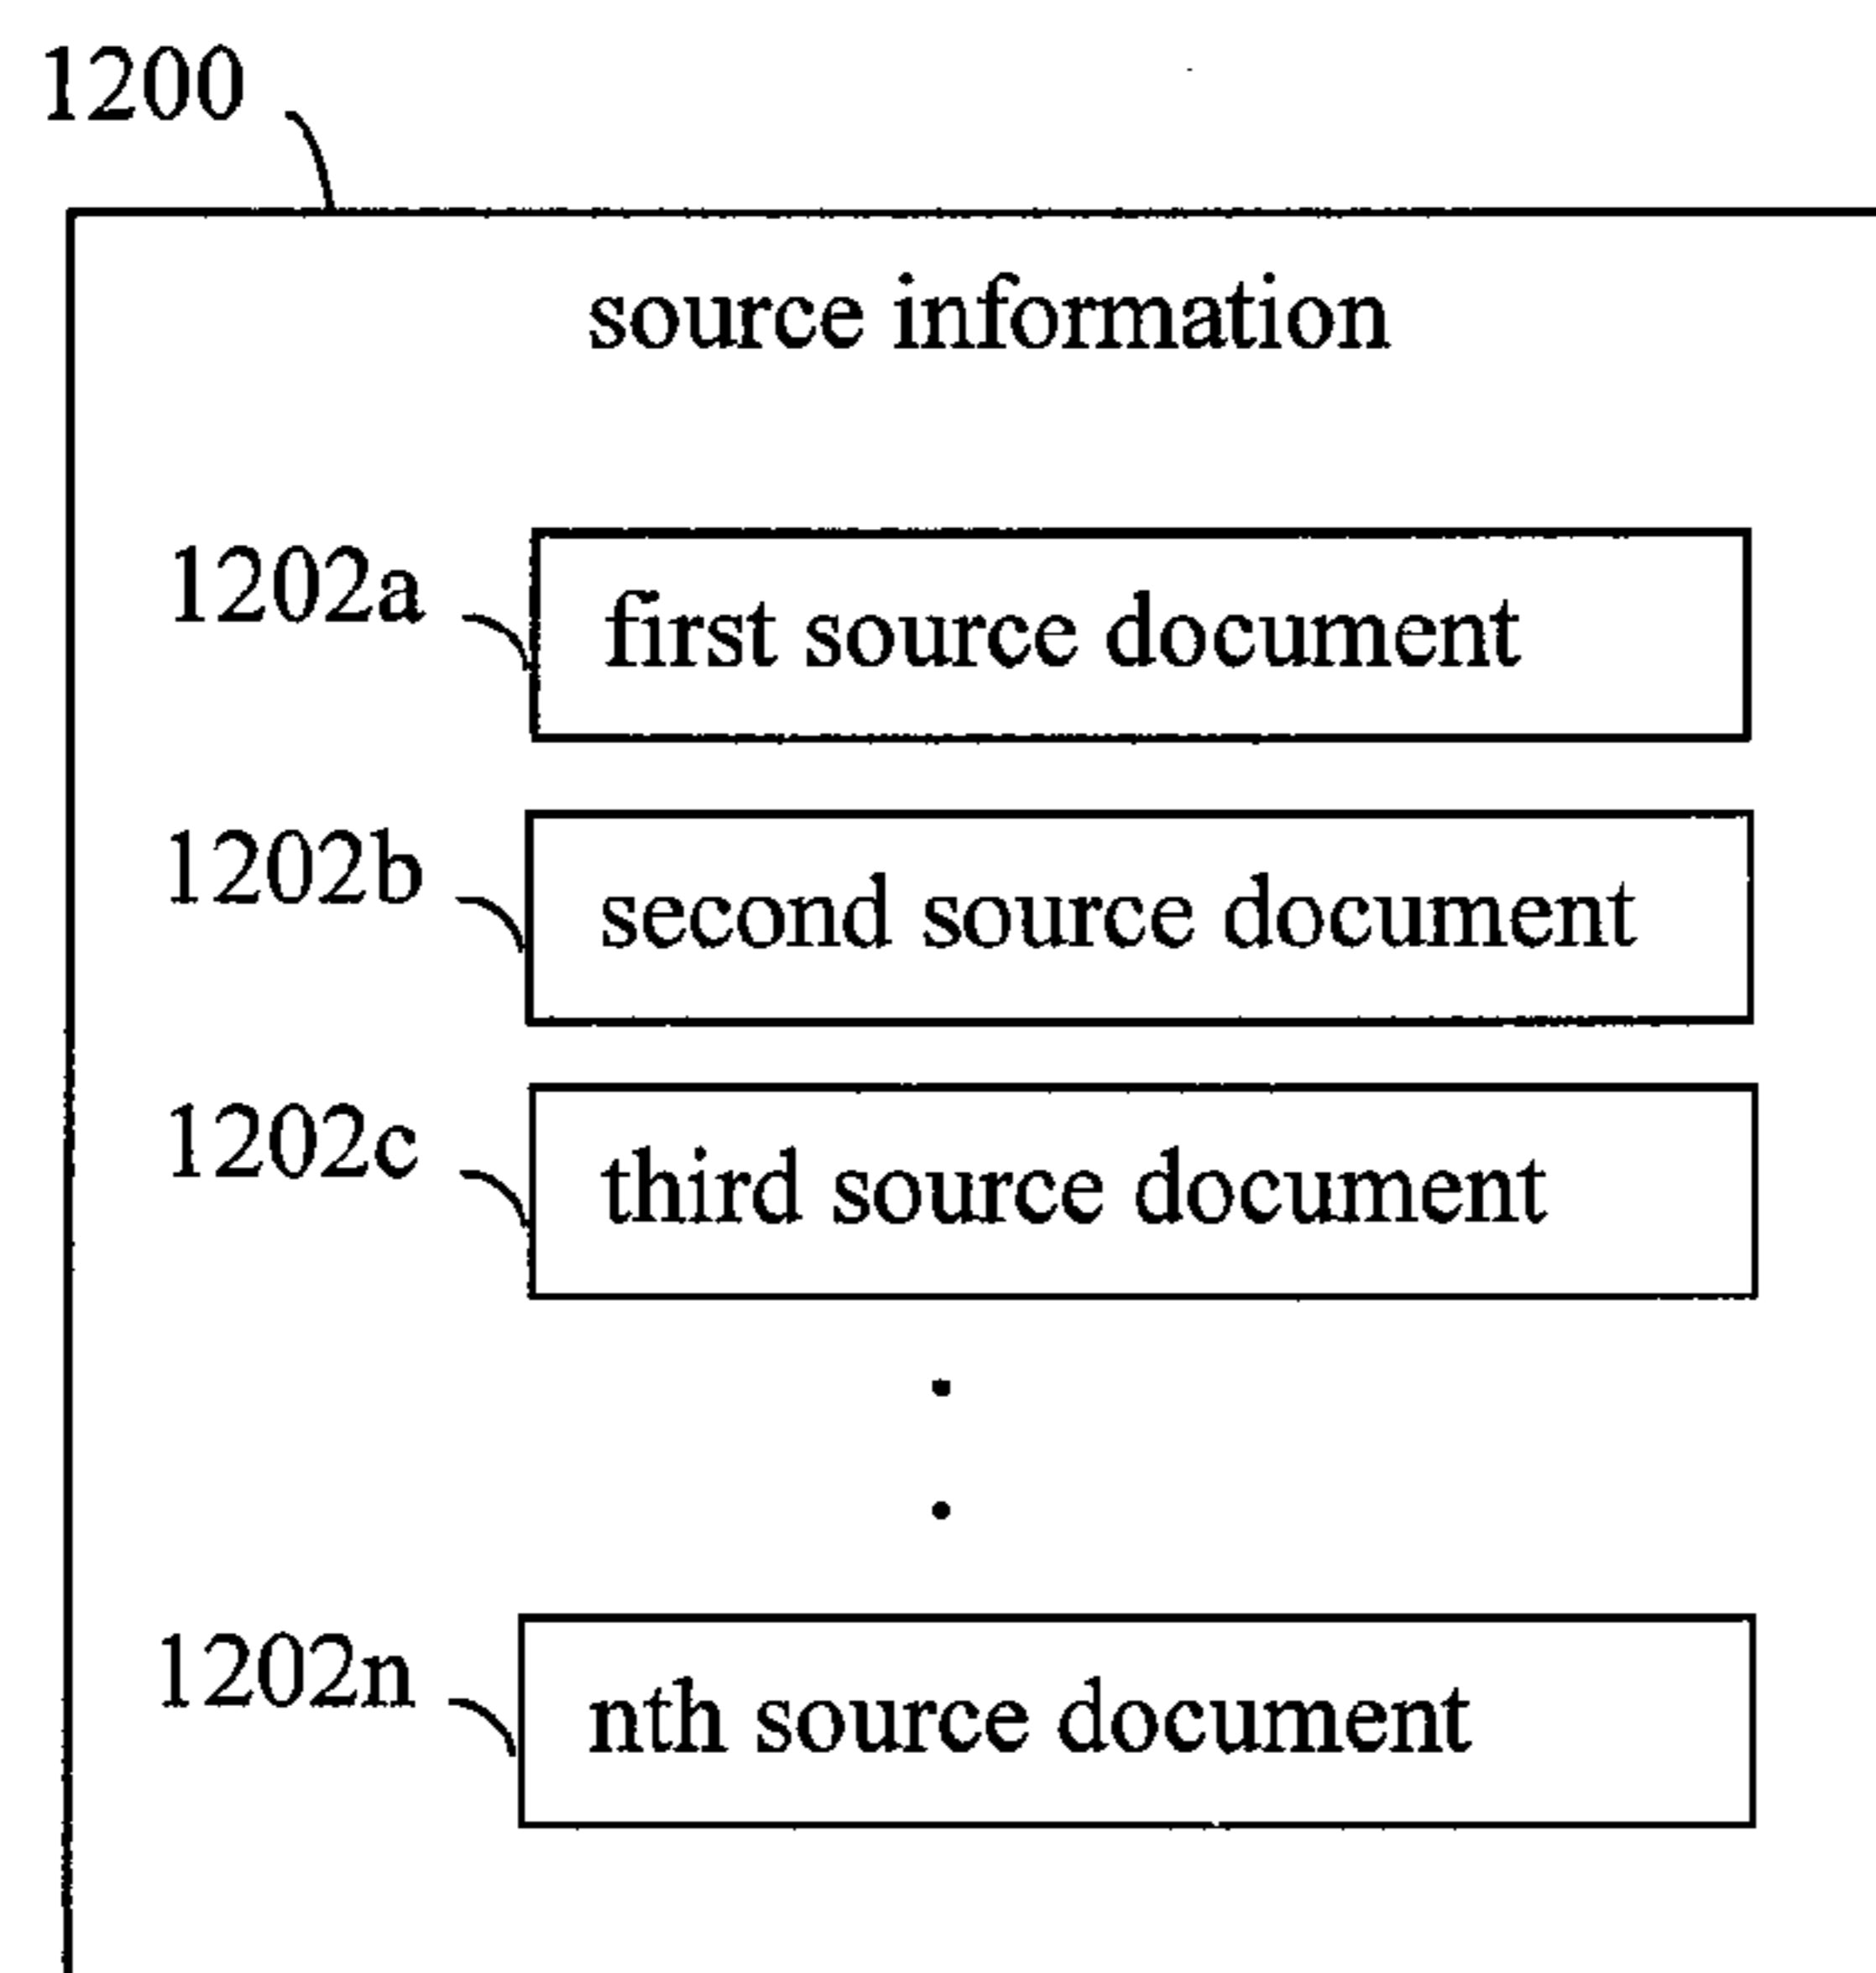 1200
source information
1202a
first source document
1202b
second source document
1202c
third source document
1202n
nth source document